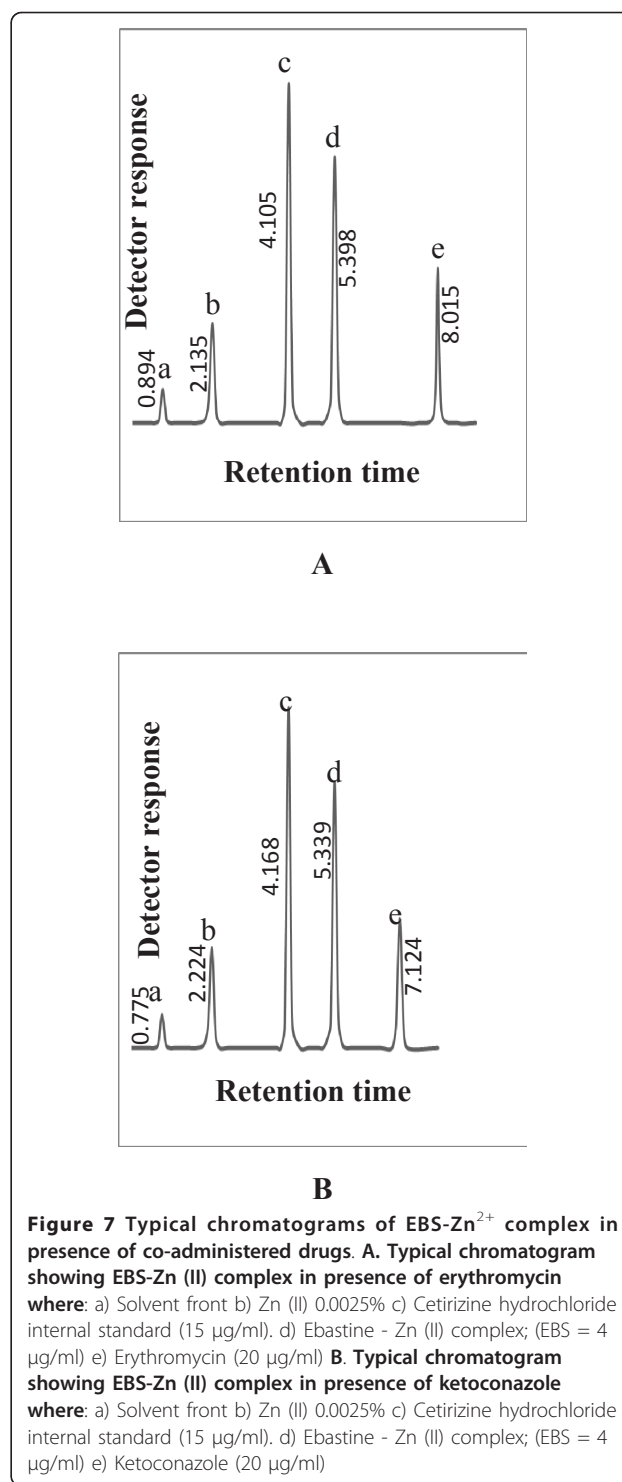 c
d
e
b
a
Detector response
0.894
2.135
4.105
5.398
8.015
Retention time
A
c
d
e
b
a
Detector response
0.775
2.224
4.168
5.339
7.124
Retention time
B
Figure 7 Typical chromatograms of EBS-Zn²⁺ complex in
presence of co-administered drugs. A. Typical chromatogram
showing EBS-Zn (II) complex in presence of erythromycin
where: a) Solvent front b) Zn (II) 0.0025% c) Cetirizine hydrochloride
internal standard (15 μg/ml). d) Ebastine - Zn (II) complex; (EBS = 4
μg/ml) e) Erythromycin (20 μg/ml) B. Typical chromatogram
showing EBS-Zn (II) complex in presence of ketoconazole
where: a) Solvent front b) Zn (II) 0.0025% c) Cetirizine hydrochloride
internal standard (15 μg/ml). d) Ebastine - Zn (II) complex; (EBS = 4
μg/ml) e) Ketoconazole (20 μg/ml)